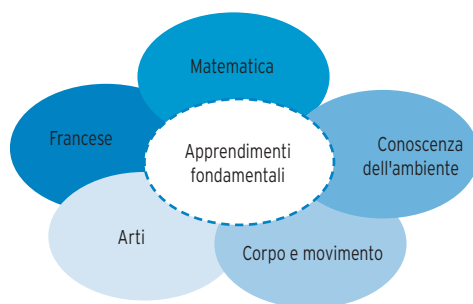 Matematica
Francese
Apprendimenti
fondamentali
Conoscenza
dell'ambiente
Arti
Corpo e movimento